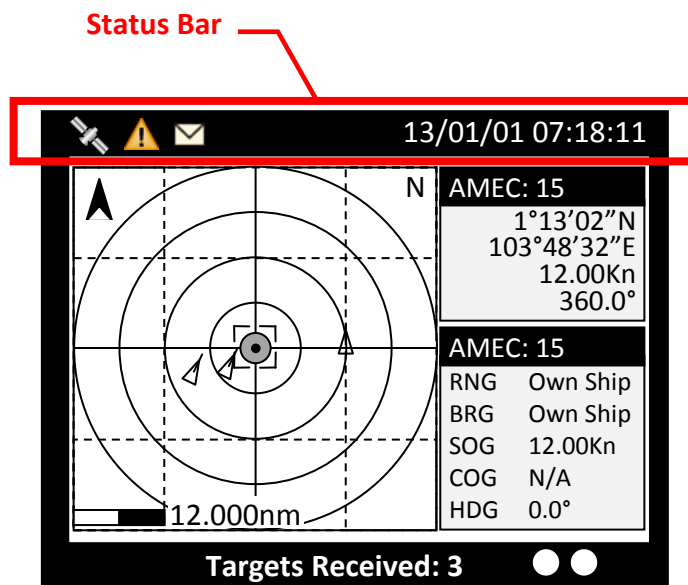 Status Bar
13/01/01 07:18:11
N
12.000nm
AMEC: 15
1°13’02”N
103°48’32”E
12.00Kn
360.0°
AMEC: 15
RNG Own Ship
BRG Own Ship
SOG 12.00Kn
COG N/A
HDG 0.0°
Targets Received: 3